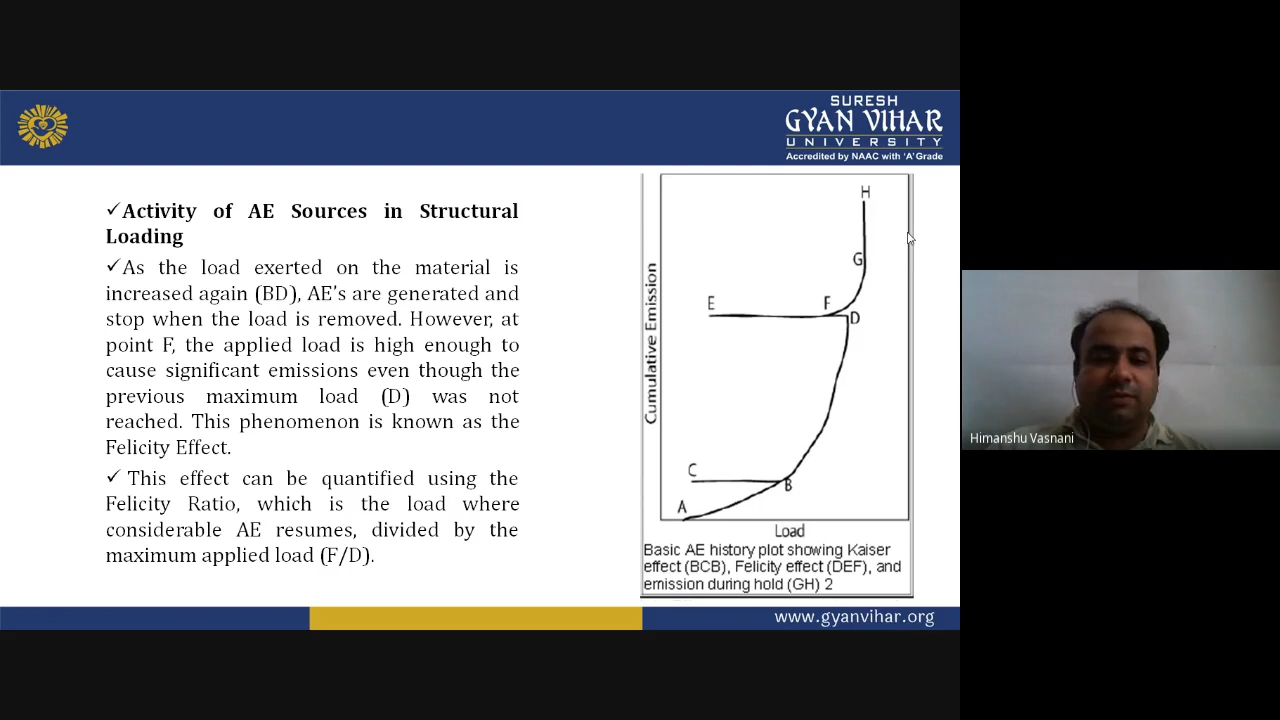 SURESH
GYAN VIHAR
UNIVERSITY
Accredited by NAAC with 'A' Grade
✓Activity of AE Sources in Structural
Loading
✓As the load exerted on the material is
increased again (BD), AE's are generated and
stop when the load is removed. However, at
point F, the applied load is high enough to
cause significant emissions even though the
previous maximum load (D) was not
reached. This phenomenon is known as the
Felicity Effect.
✓ This effect can be quantified using the
Felicity Ratio, which is the load where
considerable AE resumes, divided by the
maximum applied load (F/D).
H
G
E
F
D
Cumulative Emission
C
B
A
Load
Basic AE history plot showing Kaiser
effect (BCB), Felicity effect (DEF), and
emission during hold (GH) 2
www.gyanvihar.org
Himanshu Vasnani